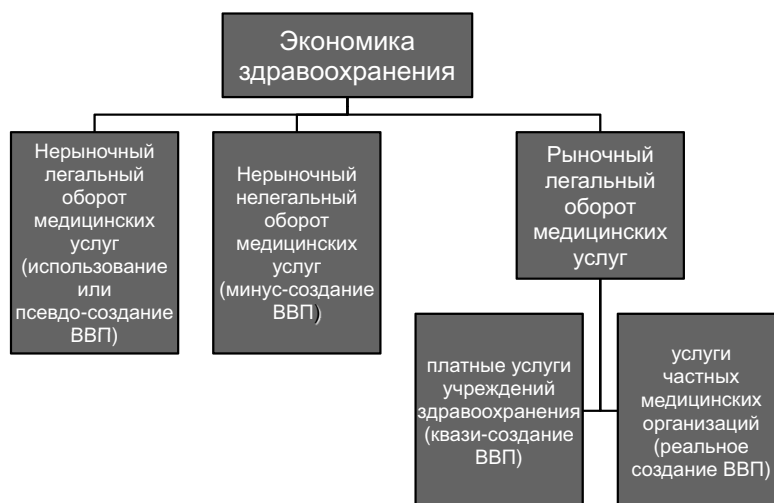 Экономика
здравоохранения
Нерыночный
легальный
оборот
медицинских
услуг
(использование
или
псевдо-создание
ВВП)
Нерыночный
нелегальный
оборот
медицинских
услуг
(минус-создание
ВВП)
Рыночный
легальный
оборот
медицинских
услуг
платные услуги
учреждений
здравоохранения
(квази-создание
ВВП)
услуги
частных
медицинских
организаций
(реальное
создание ВВП)